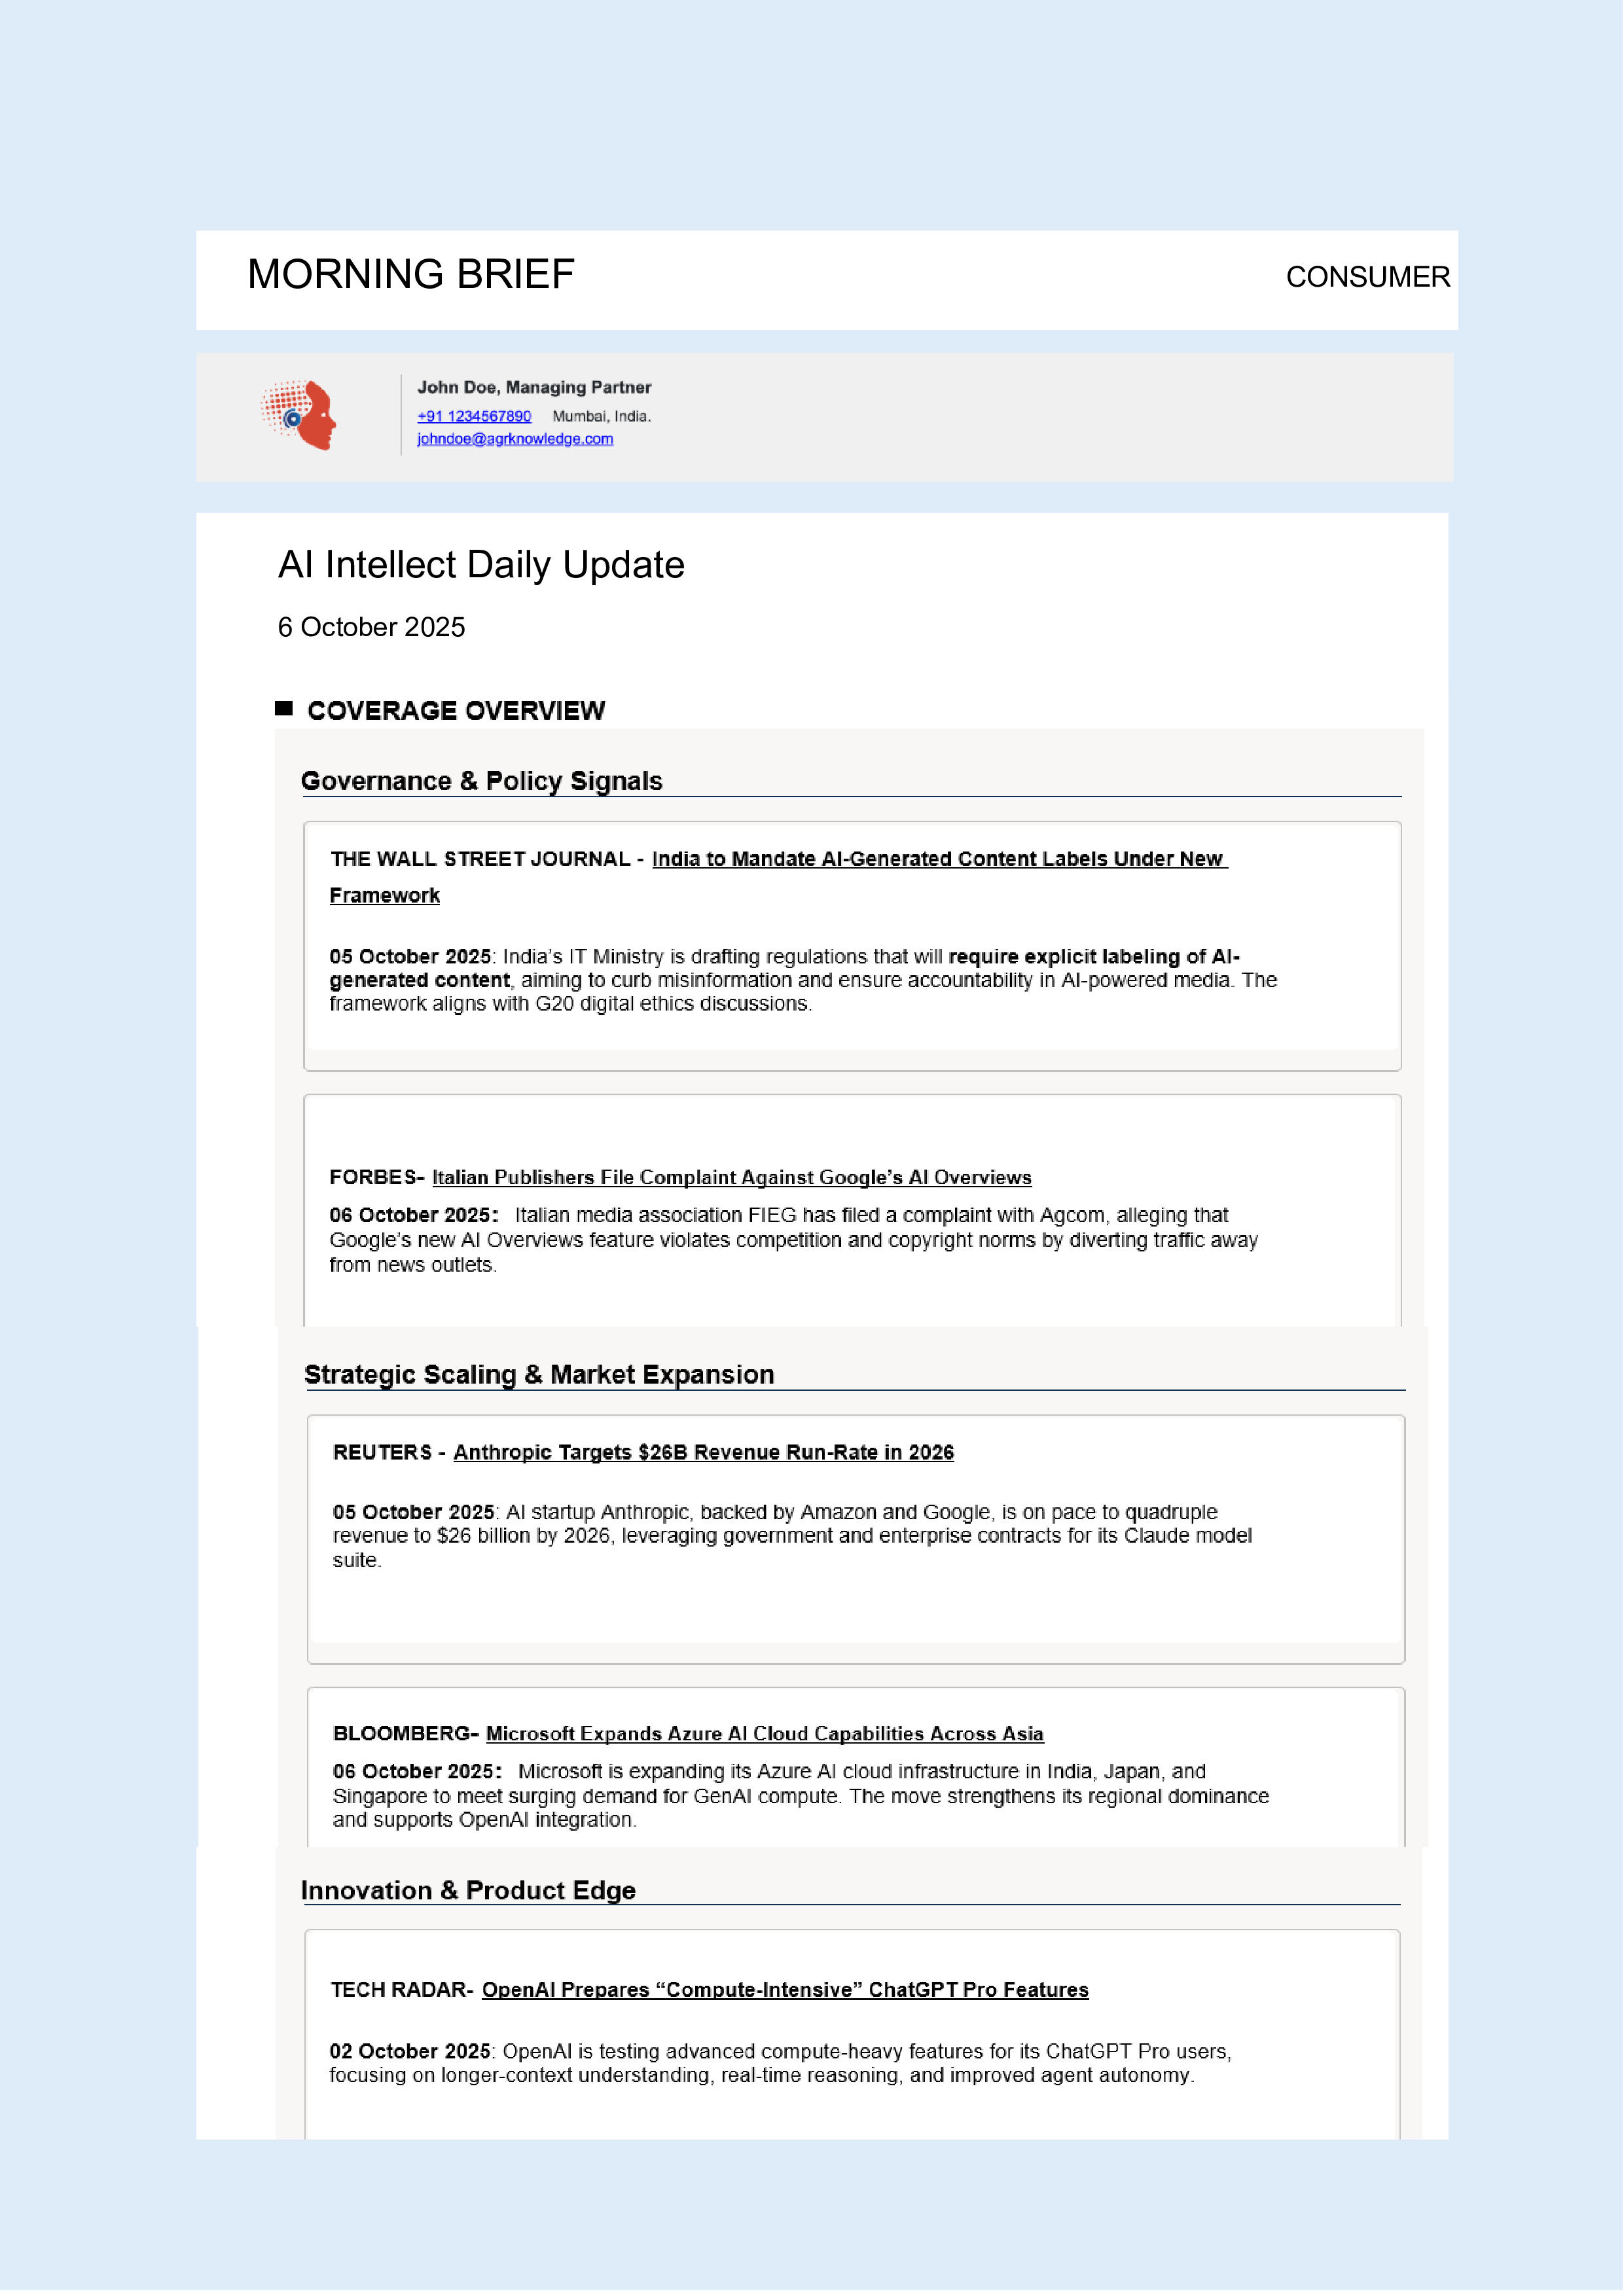 MORNING BRIEF
CONSUMER
John Doe, Managing Partner
+91 1234567890 Mumbai, India.
johndoe@agrknowledge.com
AI Intellect Daily Update
6 October 2025
COVERAGE OVERVIEW
Governance & Policy Signals
THE WALL STREET JOURNAL - India to Mandate AI-Generated Content Labels Under New
Framework
05 October 2025: India’s IT Ministry is drafting regulations that will require explicit labeling of AI-
generated content, aiming to curb misinformation and ensure accountability in AI-powered media. The
framework aligns with G20 digital ethics discussions.
FORBES- Italian Publishers File Complaint Against Google’s AI Overviews
06 October 2025: Italian media association FIEG has filed a complaint with Agcom, alleging that
Google’s new AI Overviews feature violates competition and copyright norms by diverting traffic away
from news outlets.
Strategic Scaling & Market Expansion
REUTERS - Anthropic Targets $26B Revenue Run-Rate in 2026
05 October 2025: AI startup Anthropic, backed by Amazon and Google, is on pace to quadruple
revenue to $26 billion by 2026, leveraging government and enterprise contracts for its Claude model
suite.
BLOOMBERG- Microsoft Expands Azure AI Cloud Capabilities Across Asia
06 October 2025: Microsoft is expanding its Azure AI cloud infrastructure in India, Japan, and
Singapore to meet surging demand for GenAI compute. The move strengthens its regional dominance
and supports OpenAI integration.
Innovation & Product Edge
TECH RADAR- OpenAI Prepares “Compute-Intensive” ChatGPT Pro Features
02 October 2025: OpenAI is testing advanced compute-heavy features for its ChatGPT Pro users,
focusing on longer-context understanding, real-time reasoning, and improved agent autonomy.